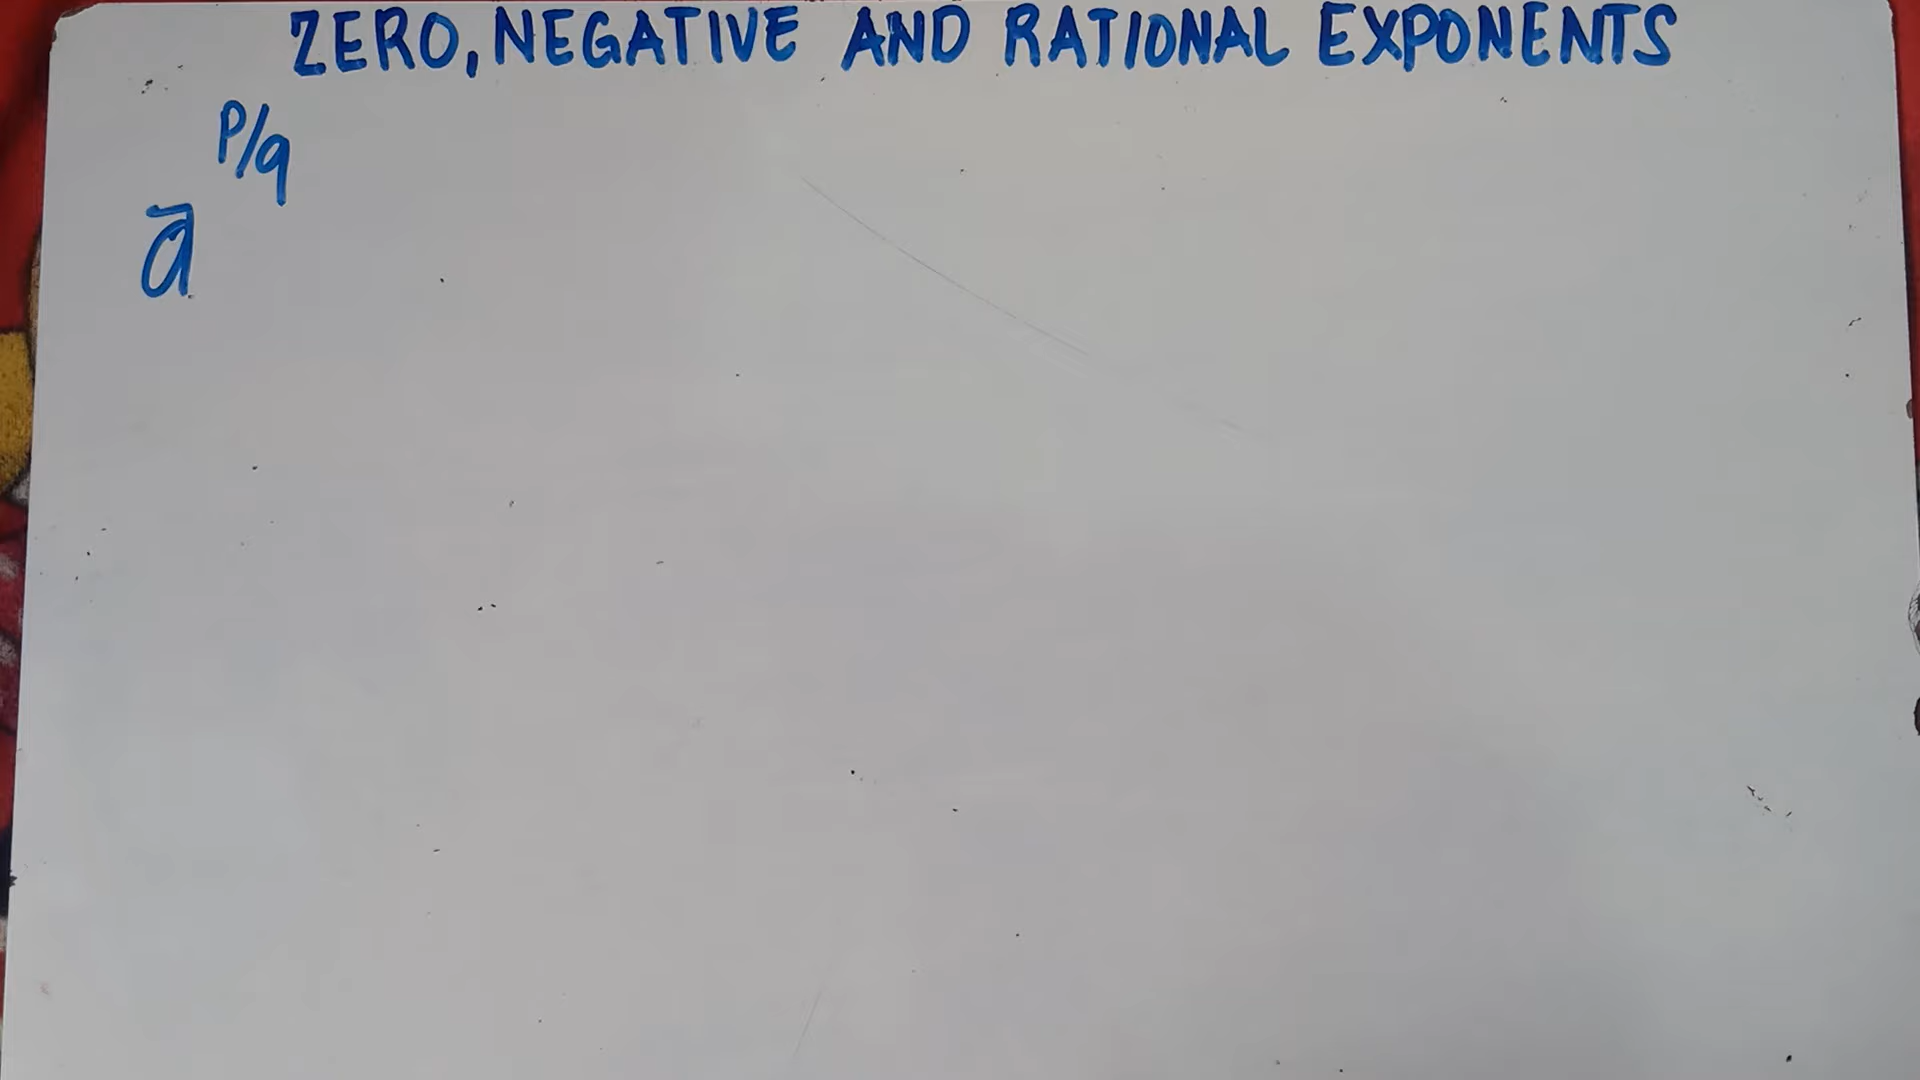 ZERO, NEGATIVE AND RATIONAL EXPONENTS
P/q
a